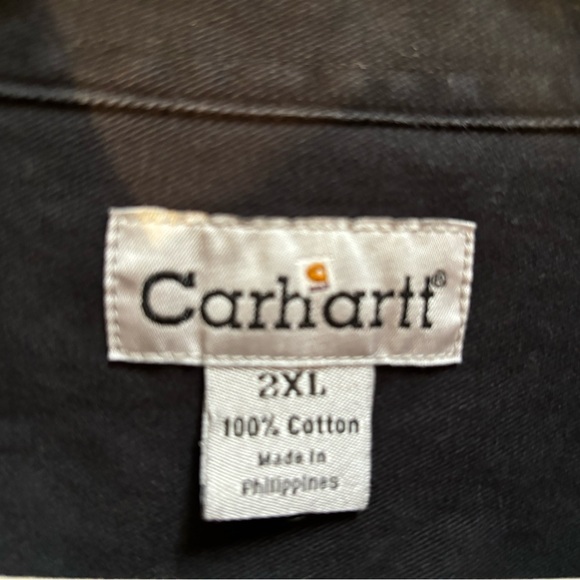 Carhartt®
2XL
100% Cotton
Made in
Philippines